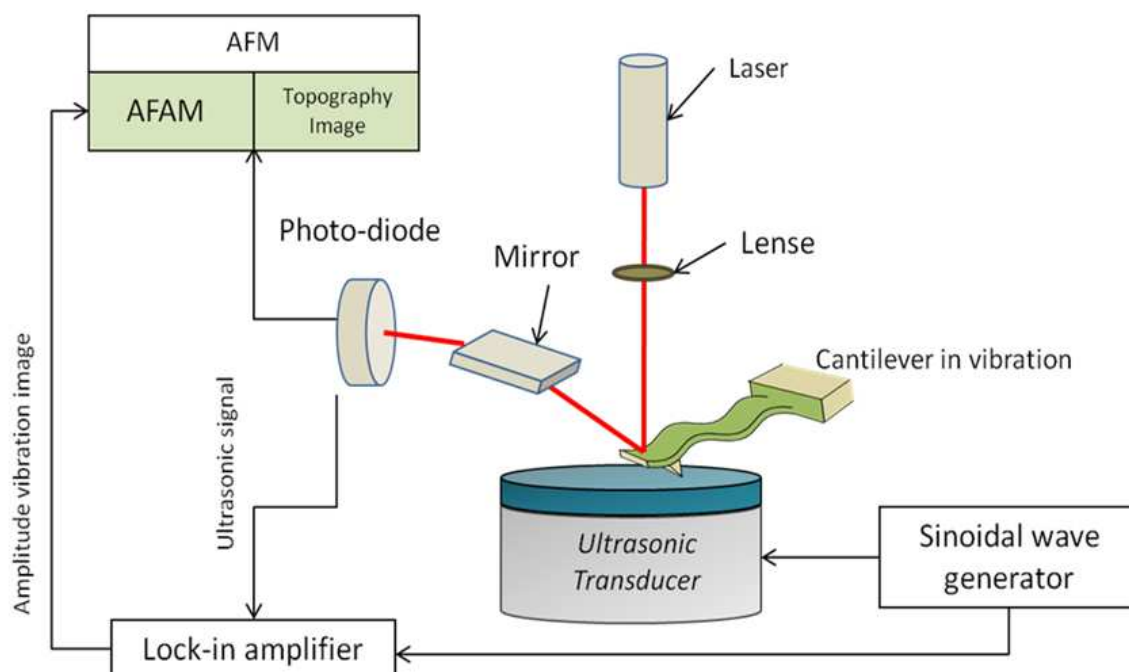 AFM
AFAM
Topography
Image
Laser
Photo-diode
Mirror
Lense
Cantilever in vibration
Amplitude vibration image
Ultrasonic signal
Ultrasonic
Transducer
Sinoidal wave
generator
Lock-in amplifier